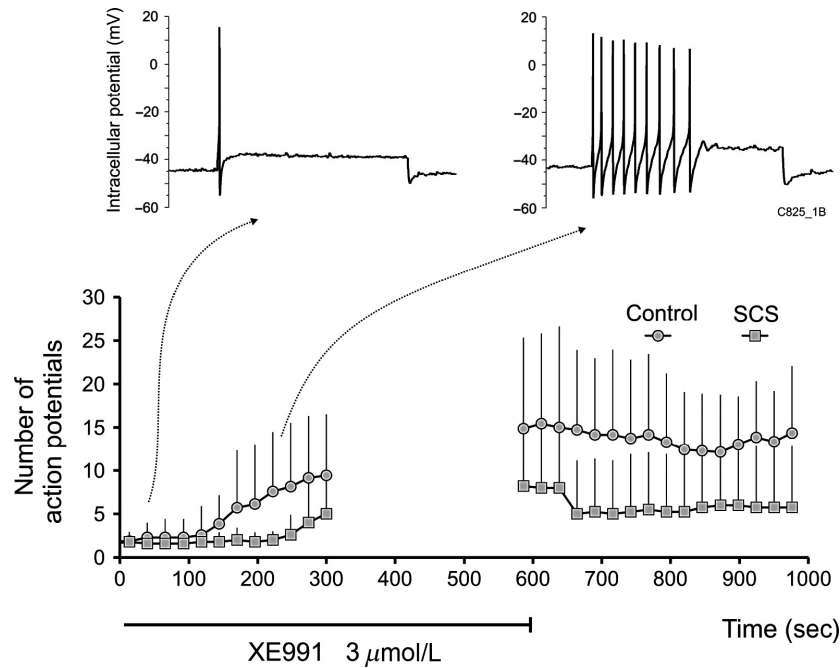 Intracellular potential (mV)
20
0
−20
−40
−60
20
0
−20
−40
−60
C825_1B
Number of
action potentials
30
25
20
15
10
5
0
Control
SCS
0 100 200 300 400 500 600 700 800 900 1000
Time (sec)
XE991 3 μmol/L